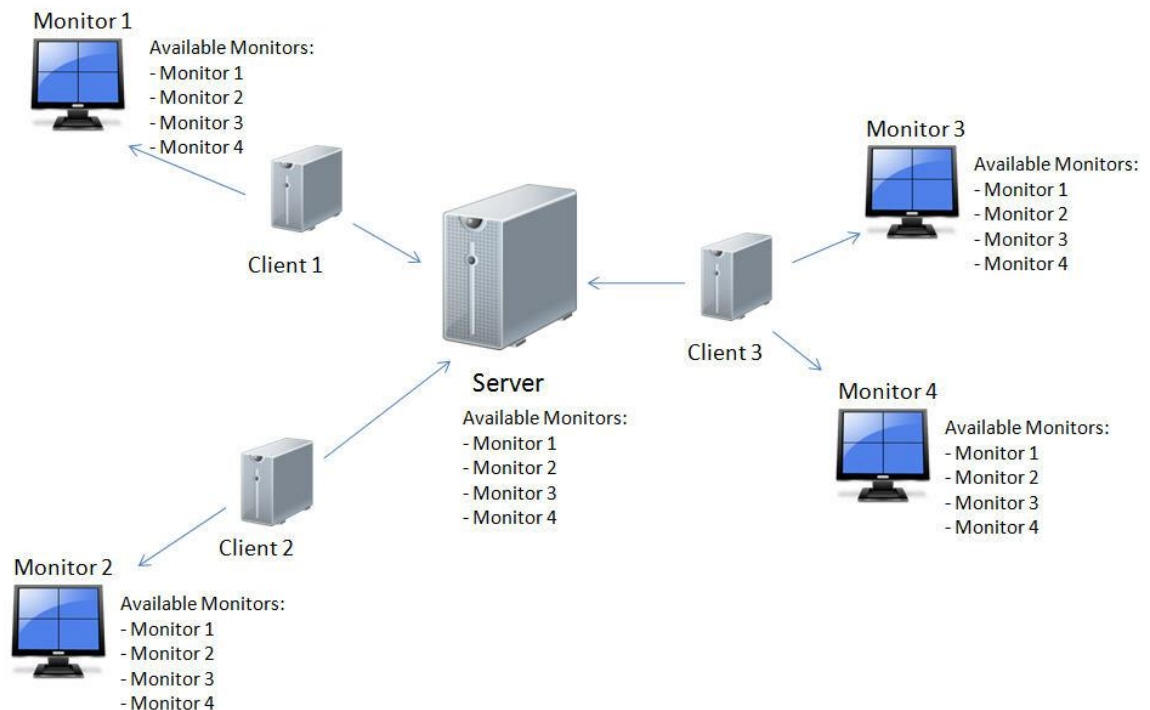 Monitor 1
Available Monitors:
- Monitor 1
- Monitor 2
- Monitor 3
- Monitor 4
Client 1
Monitor 3
Available Monitors:
- Monitor 1
- Monitor 2
- Monitor 3
- Monitor 4
Client 3
Server
Available Monitors:
- Monitor 1
- Monitor 2
- Monitor 3
- Monitor 4
Monitor 4
Available Monitors:
- Monitor 1
- Monitor 2
- Monitor 3
- Monitor 4
Client 2
Monitor 2
Available Monitors:
- Monitor 1
- Monitor 2
- Monitor 3
- Monitor 4